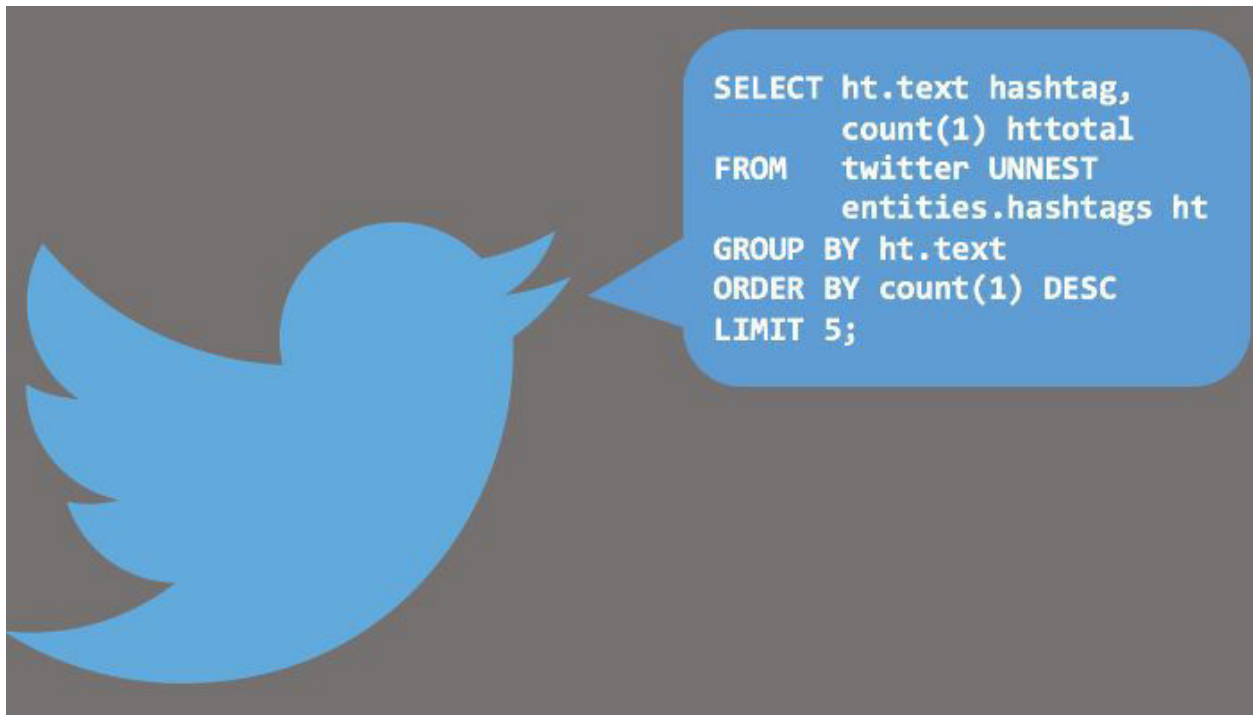 SELECT ht.text hashtag,
       count(1) httotal
FROM   twitter UNNEST
       entities.hashtags ht
GROUP BY ht.text
ORDER BY count(1) DESC
LIMIT 5;